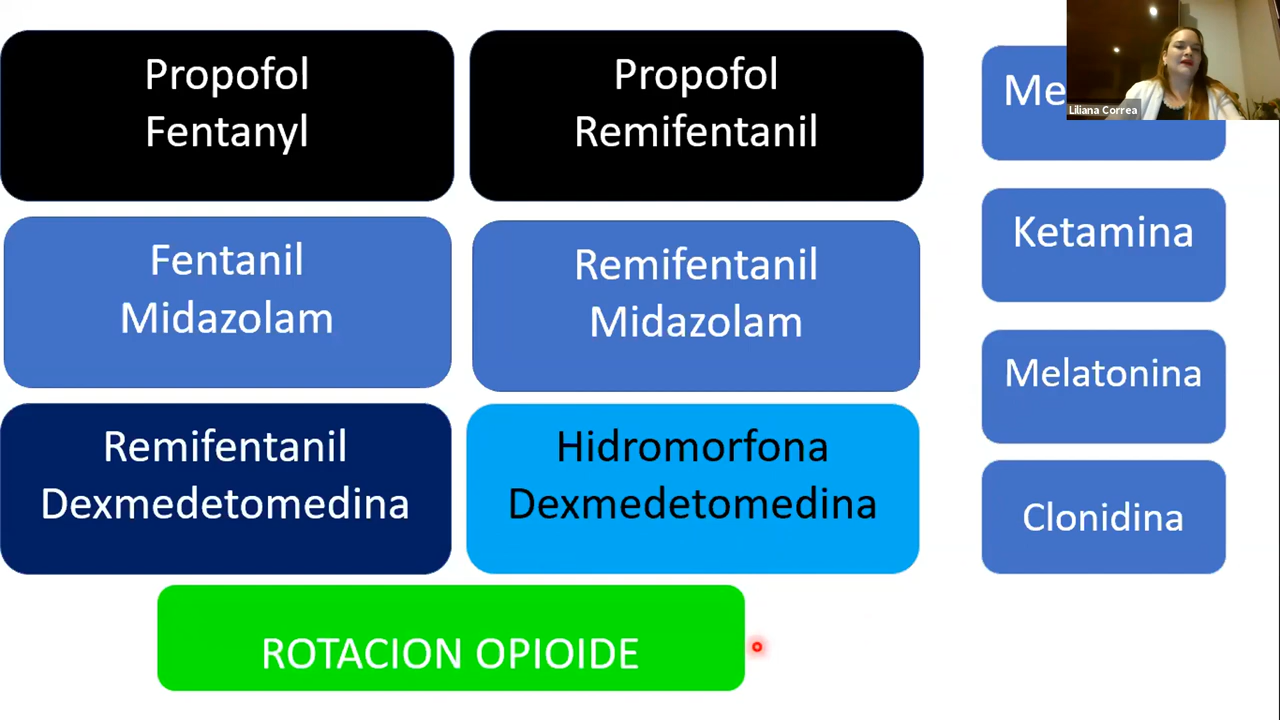 Propofol
Fentanyl
Propofol
Remifentanil
Fentanil
Midazolam
Remifentanil
Midazolam
Remifentanil
Dexmedetomedina
Hidromorfona
Dexmedetomedina
ROTACION OPIOIDE
Liliana Correa
Ketamina
Melatonina
Clonidina